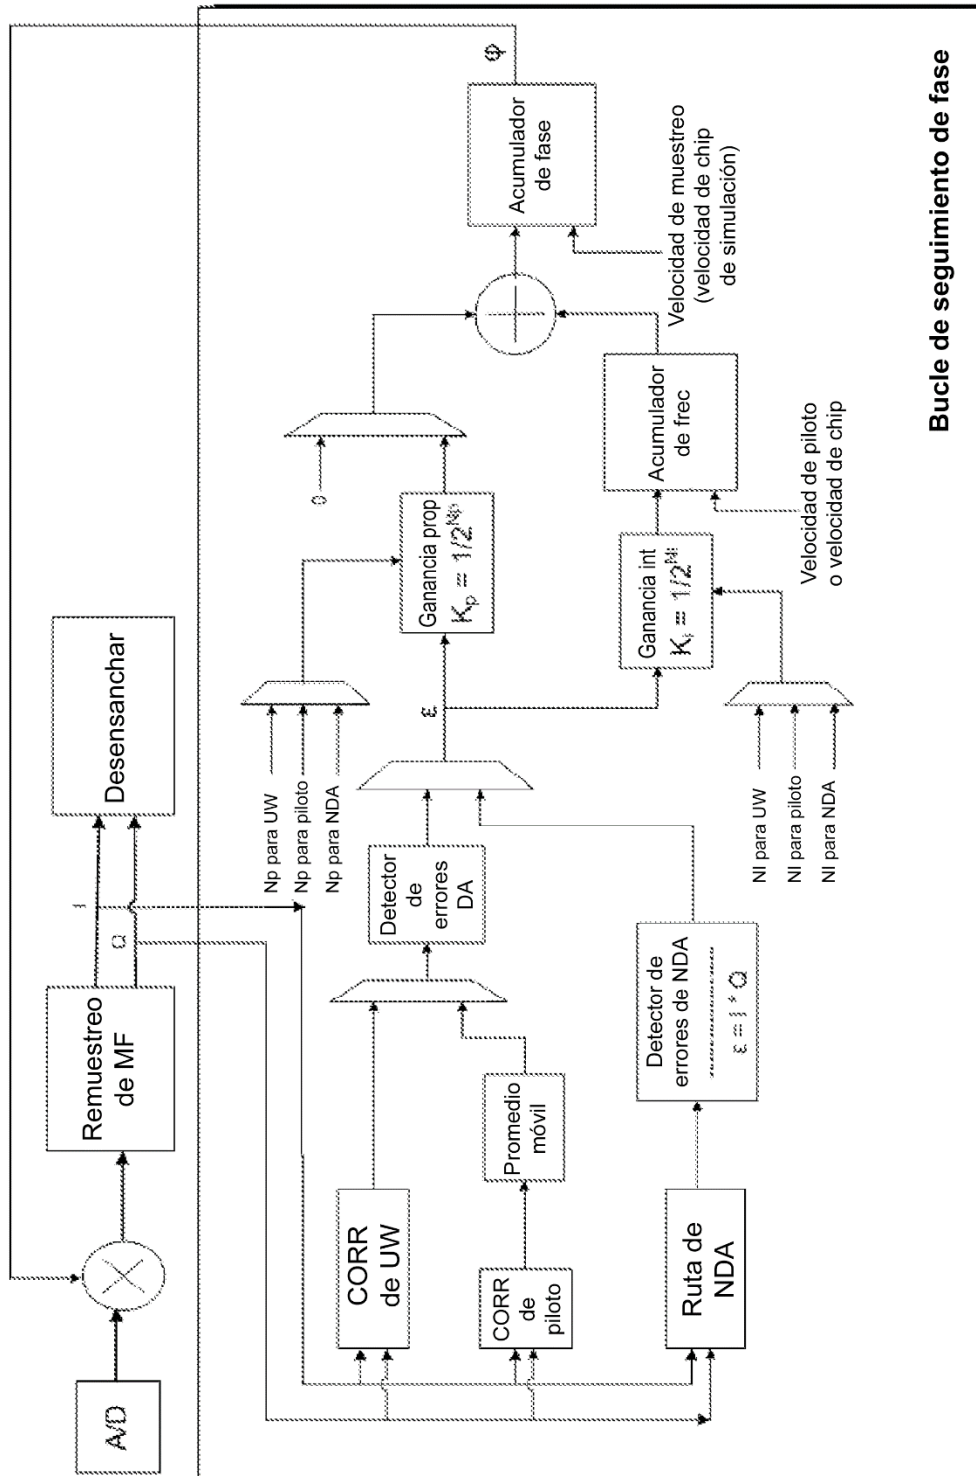 A/D
Remuestreo
de MF
I
Q
Desensanchar
CORR
de UW
CORR
de
piloto
Promedio
móvil
Ruta de
NDA
Detector de
errores de NDA
ε = I * Q
Detector
de
errores
DA
ε
Np para UW
Np para piloto
Np para NDA
Ganancia prop
Kp = 1/2^Np
0
NI para UW
NI para piloto
NI para NDA
Ganancia int
KI = 1/2^NI
Velocidad de piloto
o velocidad de chip
Acumulador
de frec
Velocidad de muestreo
(velocidad de chip
de simulación)
Acumulador
de fase
φ
Bucle de seguimiento de fase